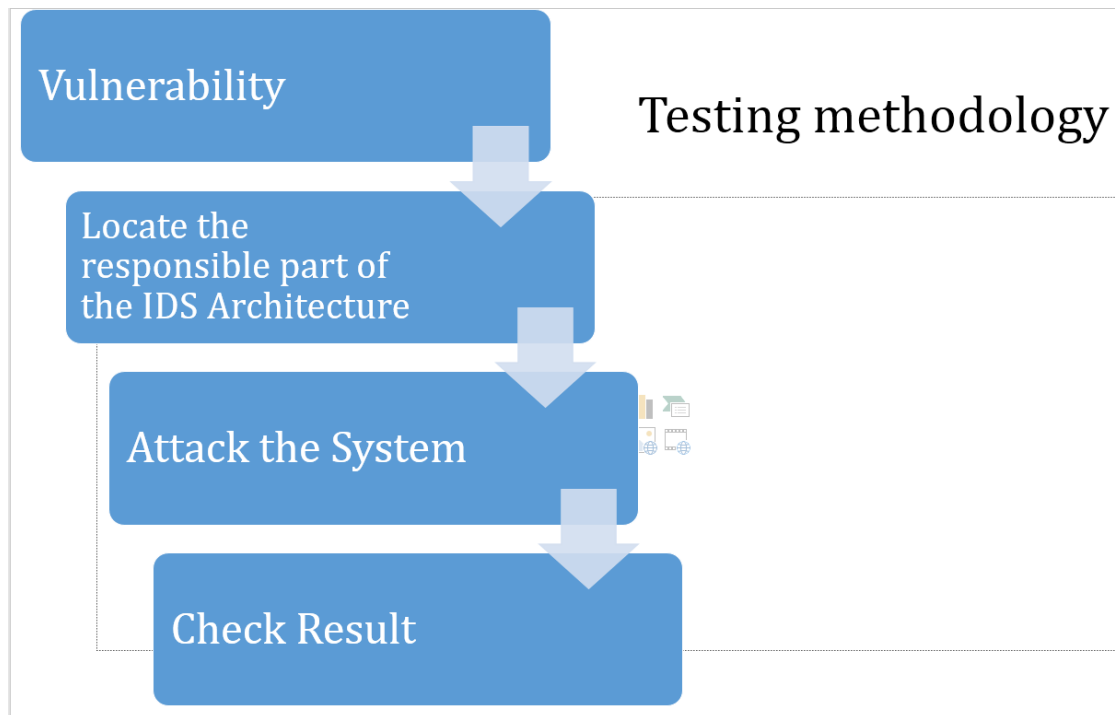 Vulnerability
Testing methodology
Locate the
responsible part of
the IDS Architecture
Attack the System
Check Result